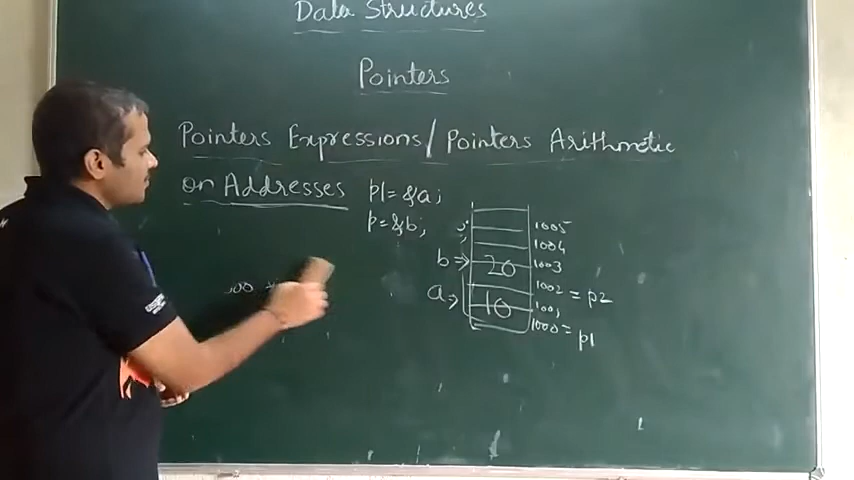 Data Structures
Pointers
Pointers Expressions/Pointers Arithmetic
on Addresses
p1=&a;
p=&b;
1005
1004
b⇒ 20 1003
1002 = p2
a⇒ 10 100,
1000 = p1